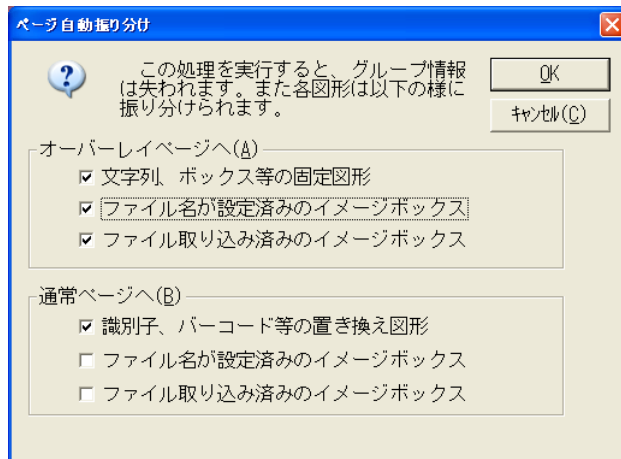 ページ自動振り分け
この処理を実行すると、グループ情報
は失われます。また各図形は以下の様に
振り分けられます。
OK
ｷｬﾝｾﾙ(C)
オーバーレイページへ(A)
文字列、ボックス等の固定図形
ファイル名が設定済みのイメージボックス
ファイル取り込み済みのイメージボックス
通常ページへ(B)
識別子、バーコード等の置き換え図形
ファイル名が設定済みのイメージボックス
ファイル取り込み済みのイメージボックス